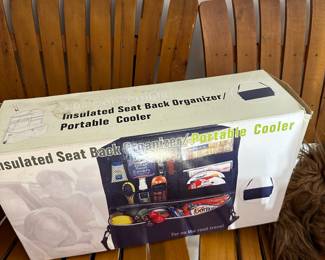 Insulated Seat Back Organizer/
Portable Cooler
Insulated Seat Back Organizer/Portable Cooler
For on the road travel